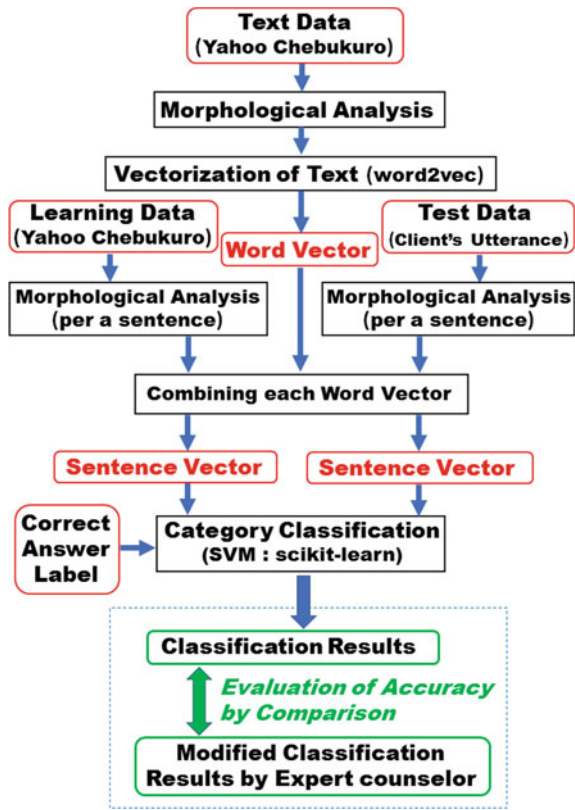 Text Data
(Yahoo Chebukuro)
Morphological Analysis
Vectorization of Text (word2vec)
Learning Data
(Yahoo Chebukuro)
Word Vector
Test Data
(Client's Utterance)
Morphological Analysis
(per a sentence)
Morphological Analysis
(per a sentence)
Combining each Word Vector
Sentence Vector
Sentence Vector
Correct
Answer
Label
Category Classification
(SVM : scikit-learn)
Classification Results
Evaluation of Accuracy
by Comparison
Modified Classification
Results by Expert counselor